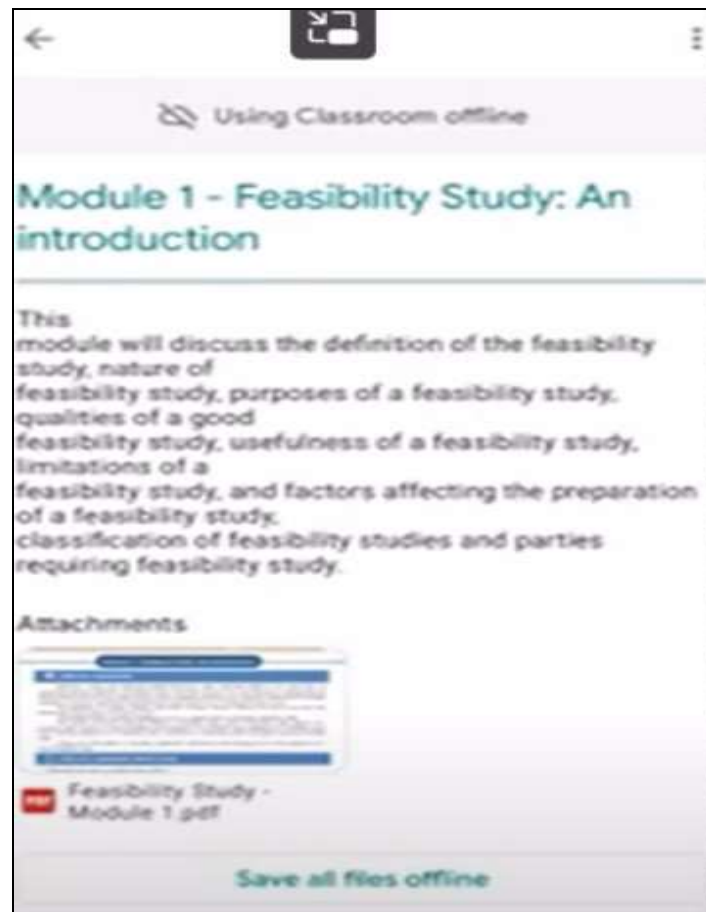 Using Classroom offline
Module 1 - Feasibility Study: An
introduction
This
module will discuss the definition of the feasibility
study, nature of
feasibility study, purposes of a feasibility study,
qualities of a good
feasibility study, usefulness of a feasibility study,
limitations of a
feasibility study, and factors affecting the preparation
of a feasibility study,
classification of feasibility studies and parties
requiring feasibility study.
Attachments
PDF Feasibility Study -
Module 1.pdf
Save all files offline